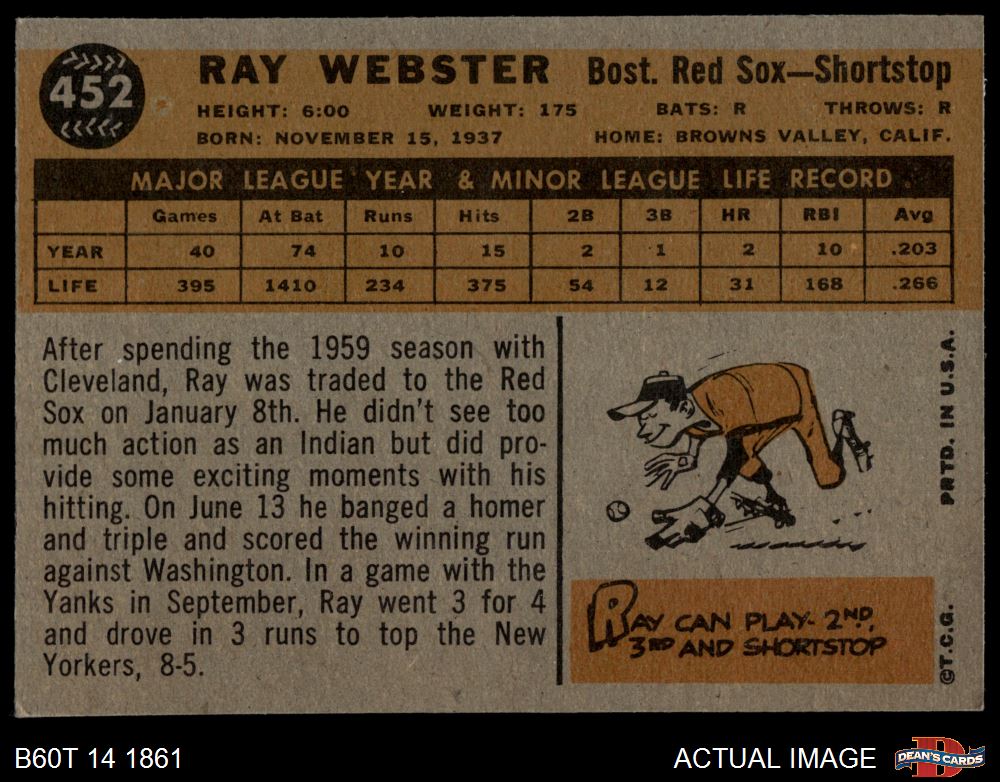 452
RAY WEBSTER Bost. Red Sox—Shortstop
HEIGHT: 6:00 WEIGHT: 175 BATS: R THROWS: R
BORN: NOVEMBER 15, 1937 HOME: BROWNS VALLEY, CALIF.
MAJOR LEAGUE YEAR & MINOR LEAGUE LIFE RECORD
Games At Bat Runs Hits 2B 3B HR RBI Avg
YEAR 40 74 10 15 2 1 2 10 .203
LIFE 395 1410 234 375 54 12 31 168 .266
After spending the 1959 season with
Cleveland, Ray was traded to the Red
Sox on January 8th. He didn't see too
much action as an Indian but did pro-
vide some exciting moments with his
hitting. On June 13 he banged a homer
and triple and scored the winning run
against Washington. In a game with the
Yanks in September, Ray went 3 for 4
and drove in 3 runs to top the New
Yorkers, 8-5.
RAY CAN PLAY- 2ND,
3RD AND SHORTSTOP
©T.C.G. PRTD. IN U.S.A.
B60T 14 1861
ACTUAL IMAGE
D
DEAN'S CARDS